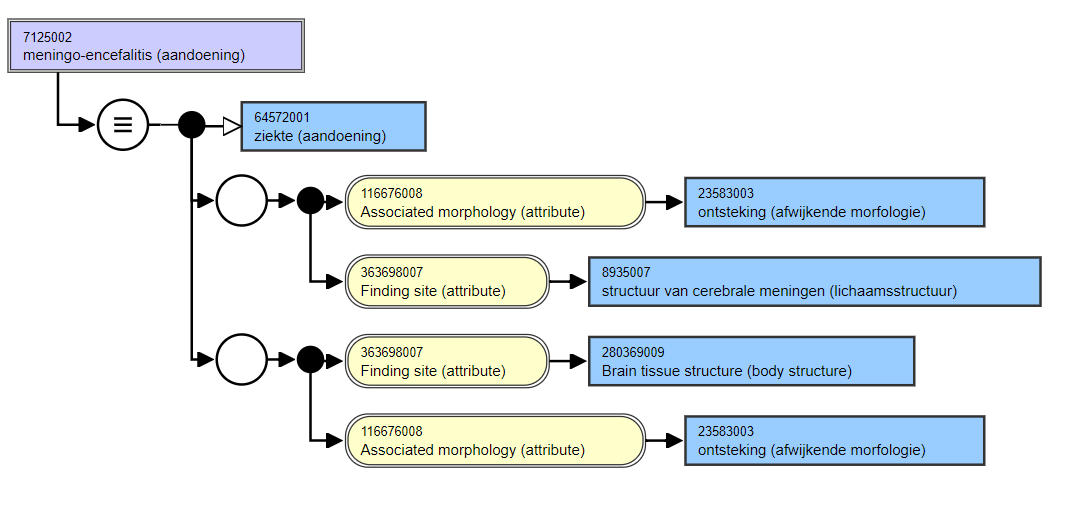 7125002
meningo-encefalitis (aandoening)
64572001
ziekte (aandoening)
116676008
Associated morphology (attribute)
23583003
ontsteking (afwijkende morfologie)
363698007
Finding site (attribute)
8935007
structuur van cerebrale meningen (lichaamsstructuur)
363698007
Finding site (attribute)
280369009
Brain tissue structure (body structure)
116676008
Associated morphology (attribute)
23583003
ontsteking (afwijkende morfologie)